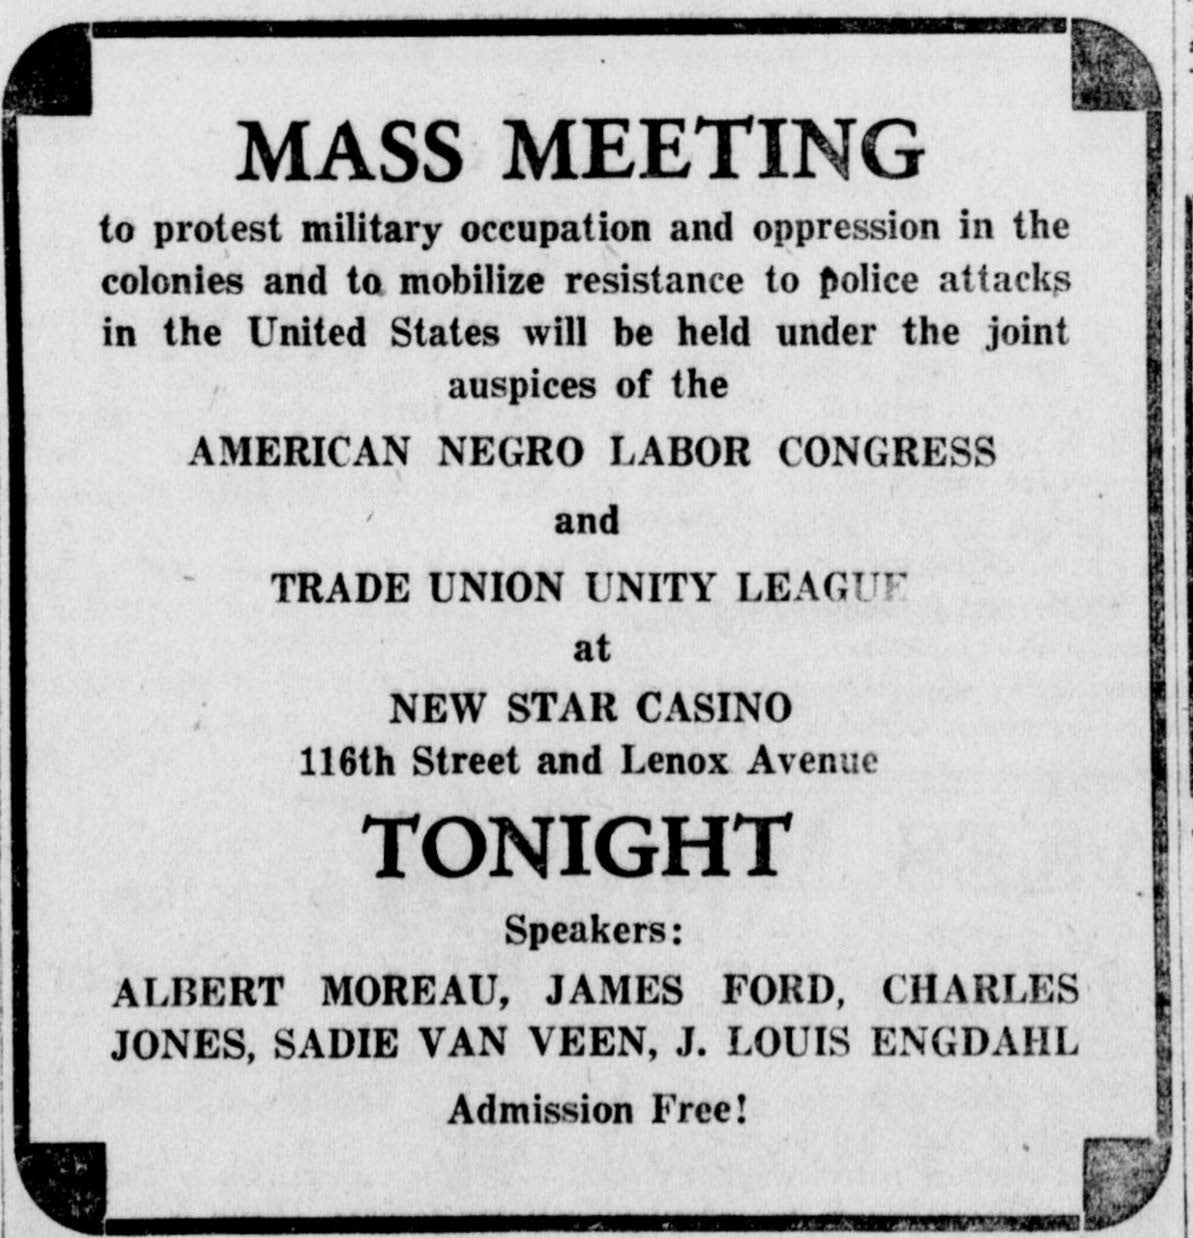 MASS MEETING
to protest military occupation and oppression in the
colonies and to mobilize resistance to police attacks
in the United States will be held under the joint
auspices of the
AMERICAN NEGRO LABOR CONGRESS
and
TRADE UNION UNITY LEAGUE
at
NEW STAR CASINO
116th Street and Lenox Avenue
TONIGHT
Speakers:
ALBERT MOREAU, JAMES FORD, CHARLES
JONES, SADIE VAN VEEN, J. LOUIS ENGDAHL
Admission Free!